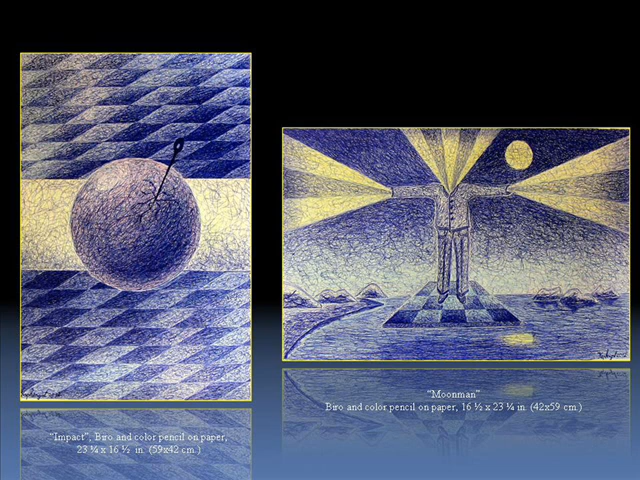 "Impact", Biro and color pencil on paper,
23 ¼ x 16 ½ in. (59x42 cm.)
"Moonman"
Biro and color pencil on paper, 16 ½ x 23 ¼ in. (42x59 cm.)